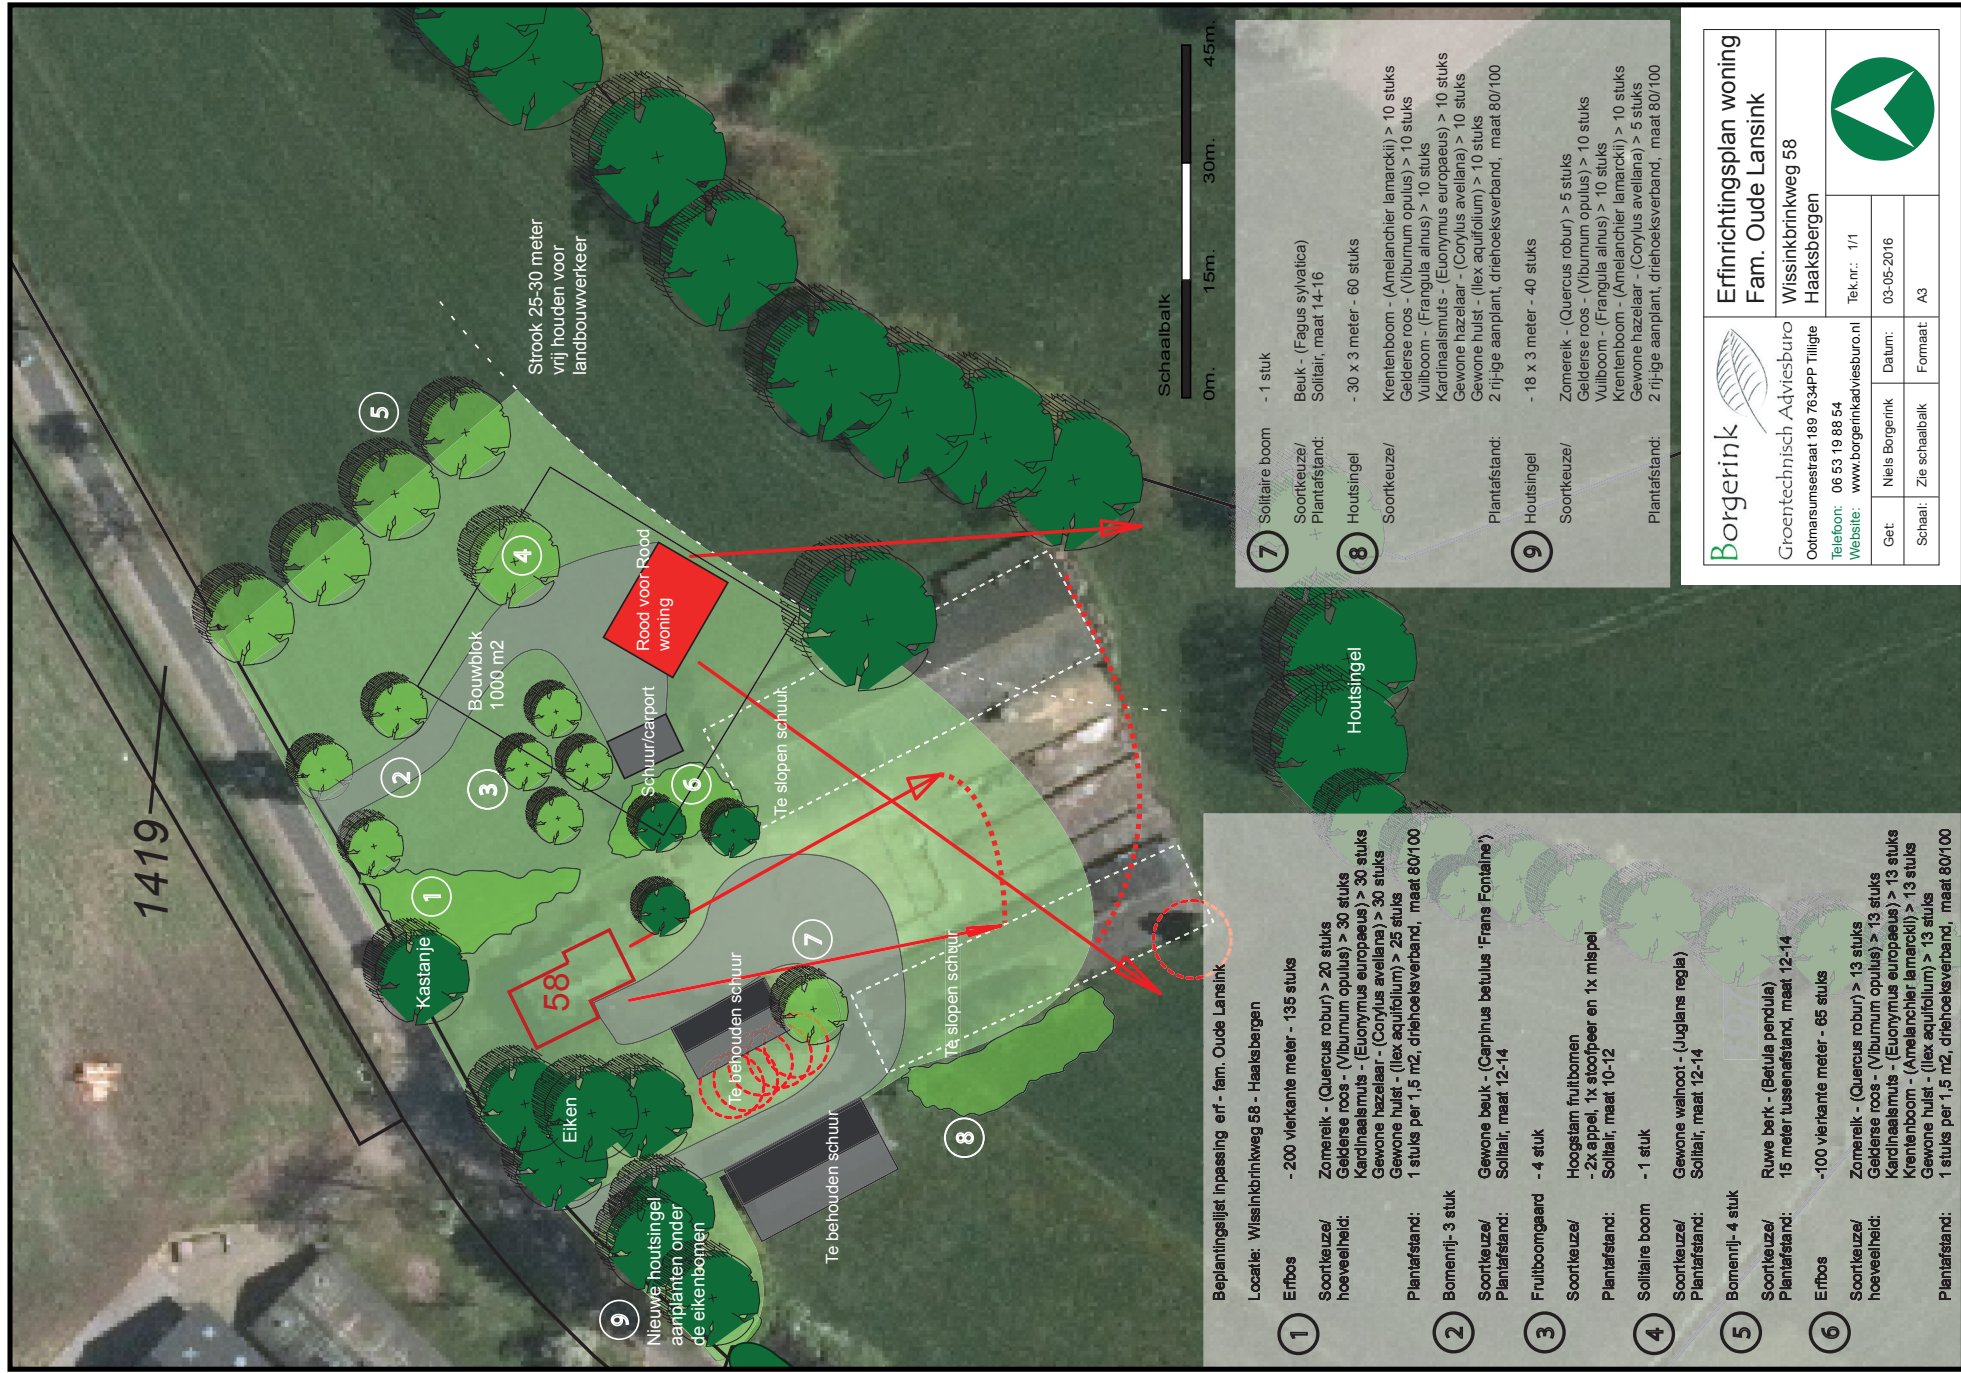 1419
Strook 25-30 meter
vrij houden voor
landbouwverkeer
Bouwblok
1000 m2
Rood voor Rood
woning
Schuur/carport
Te slopen schuur
Te slopen schuur
Te behouden schuur
Te behouden schuur
58
Kastanje
Eiken
Nieuwe houtsingel
aanplanten onder
de eikenbomen
Houtsingel
1
2
3
4
5
6
7
8
9
Schaalbalk
0m. 15m. 30m. 45m.
Beplantingslijst inpassing erf - fam. Oude Lansink
Locatie: Wissinkbrinkweg 58 - Haaksbergen
1 Erfbos - 200 vierkante meter - 135 stuks
Soortkeuze/ Zomereik - (Quercus robur) > 20 stuks
hoeveelheid: Gelderse roos - (Viburnum opulus) > 30 stuks
Kardinaalsmuts - (Euonymus europaeus) > 30 stuks
Gewone hazelaar - (Corylus avellana) > 30 stuks
Gewone hulst - (Ilex aquifolium) > 25 stuks
Plantafstand: 1 stuks per 1,5 m2, driehoeksverband, maat 80/100
2 Bomenrij- 3 stuk
Soortkeuze/ Gewone beuk - (Carpinus betulus 'Frans Fontaine')
Plantafstand: Solitair, maat 12-14
3 Fruitboomgaard - 4 stuk
Soortkeuze/ Hoogstam fruitbomen
- 2x appel, 1x stoofpeer en 1x mispel
Plantafstand: Solitair, maat 10-12
4 Solitaire boom - 1 stuk
Soortkeuze/ Gewone walnoot - (Juglans regia)
Plantafstand: Solitair, maat 12-14
5 Bomenrij- 4 stuk
Soortkeuze/ Ruwe berk - (Betula pendula)
Plantafstand: 15 meter tussenafstand, maat 12-14
6 Erfbos -100 vierkante meter - 65 stuks
Soortkeuze/ Zomereik - (Quercus robur) > 13 stuks
hoeveelheid: Gelderse roos - (Viburnum opulus) > 13 stuks
Kardinaalsmuts - (Euonymus europaeus) > 13 stuks
Krentenboom - (Amelanchier lamarckii) > 13 stuks
Gewone hulst - (Ilex aquifolium) > 13 stuks
Plantafstand: 1 stuks per 1,5 m2, driehoeksverband, maat 80/100
7 Solitaire boom - 1 stuk
Soortkeuze/ Beuk - (Fagus sylvatica)
Plantafstand: Solitair, maat 14-16
8 Houtsingel - 30 x 3 meter - 60 stuks
Soortkeuze/ Krentenboom - (Amelanchier lamarckii) > 10 stuks
Gelderse roos - (Viburnum opulus) > 10 stuks
Vuilboom - (Frangula alnus) > 10 stuks
Kardinaalsmuts - (Euonymus europaeus) > 10 stuks
Gewone hazelaar - (Corylus avellana) > 10 stuks
Gewone hulst - (Ilex aquifolium) > 10 stuks
Plantafstand: 2 rij-ige aanplant, driehoeksverband, maat 80/100
9 Houtsingel - 18 x 3 meter - 40 stuks
Soortkeuze/ Zomereik - (Quercus robur) > 5 stuks
Gelderse roos - (Viburnum opulus) > 10 stuks
Vuilboom - (Frangula alnus) > 10 stuks
Krentenboom - (Amelanchier lamarckii) > 10 stuks
Gewone hazelaar - (Corylus avellana) > 5 stuks
Plantafstand: 2 rij-ige aanplant, driehoeksverband, maat 80/100
Borgerink
Groentechnisch Adviesburo
Ootmarsumsestraat 189 7634PP Tilligte
Telefoon: 06 53 19 88 54
Website: www.borgerinkadviesburo.nl
Erfinrichtingsplan woning
Fam. Oude Lansink
Wissinkbrinkweg 58
Haaksbergen
Tek.nr.: 1/1
Get: Niels Borgerink Datum: 03-05-2016
Schaal: Zie schaalbalk Formaat: A3